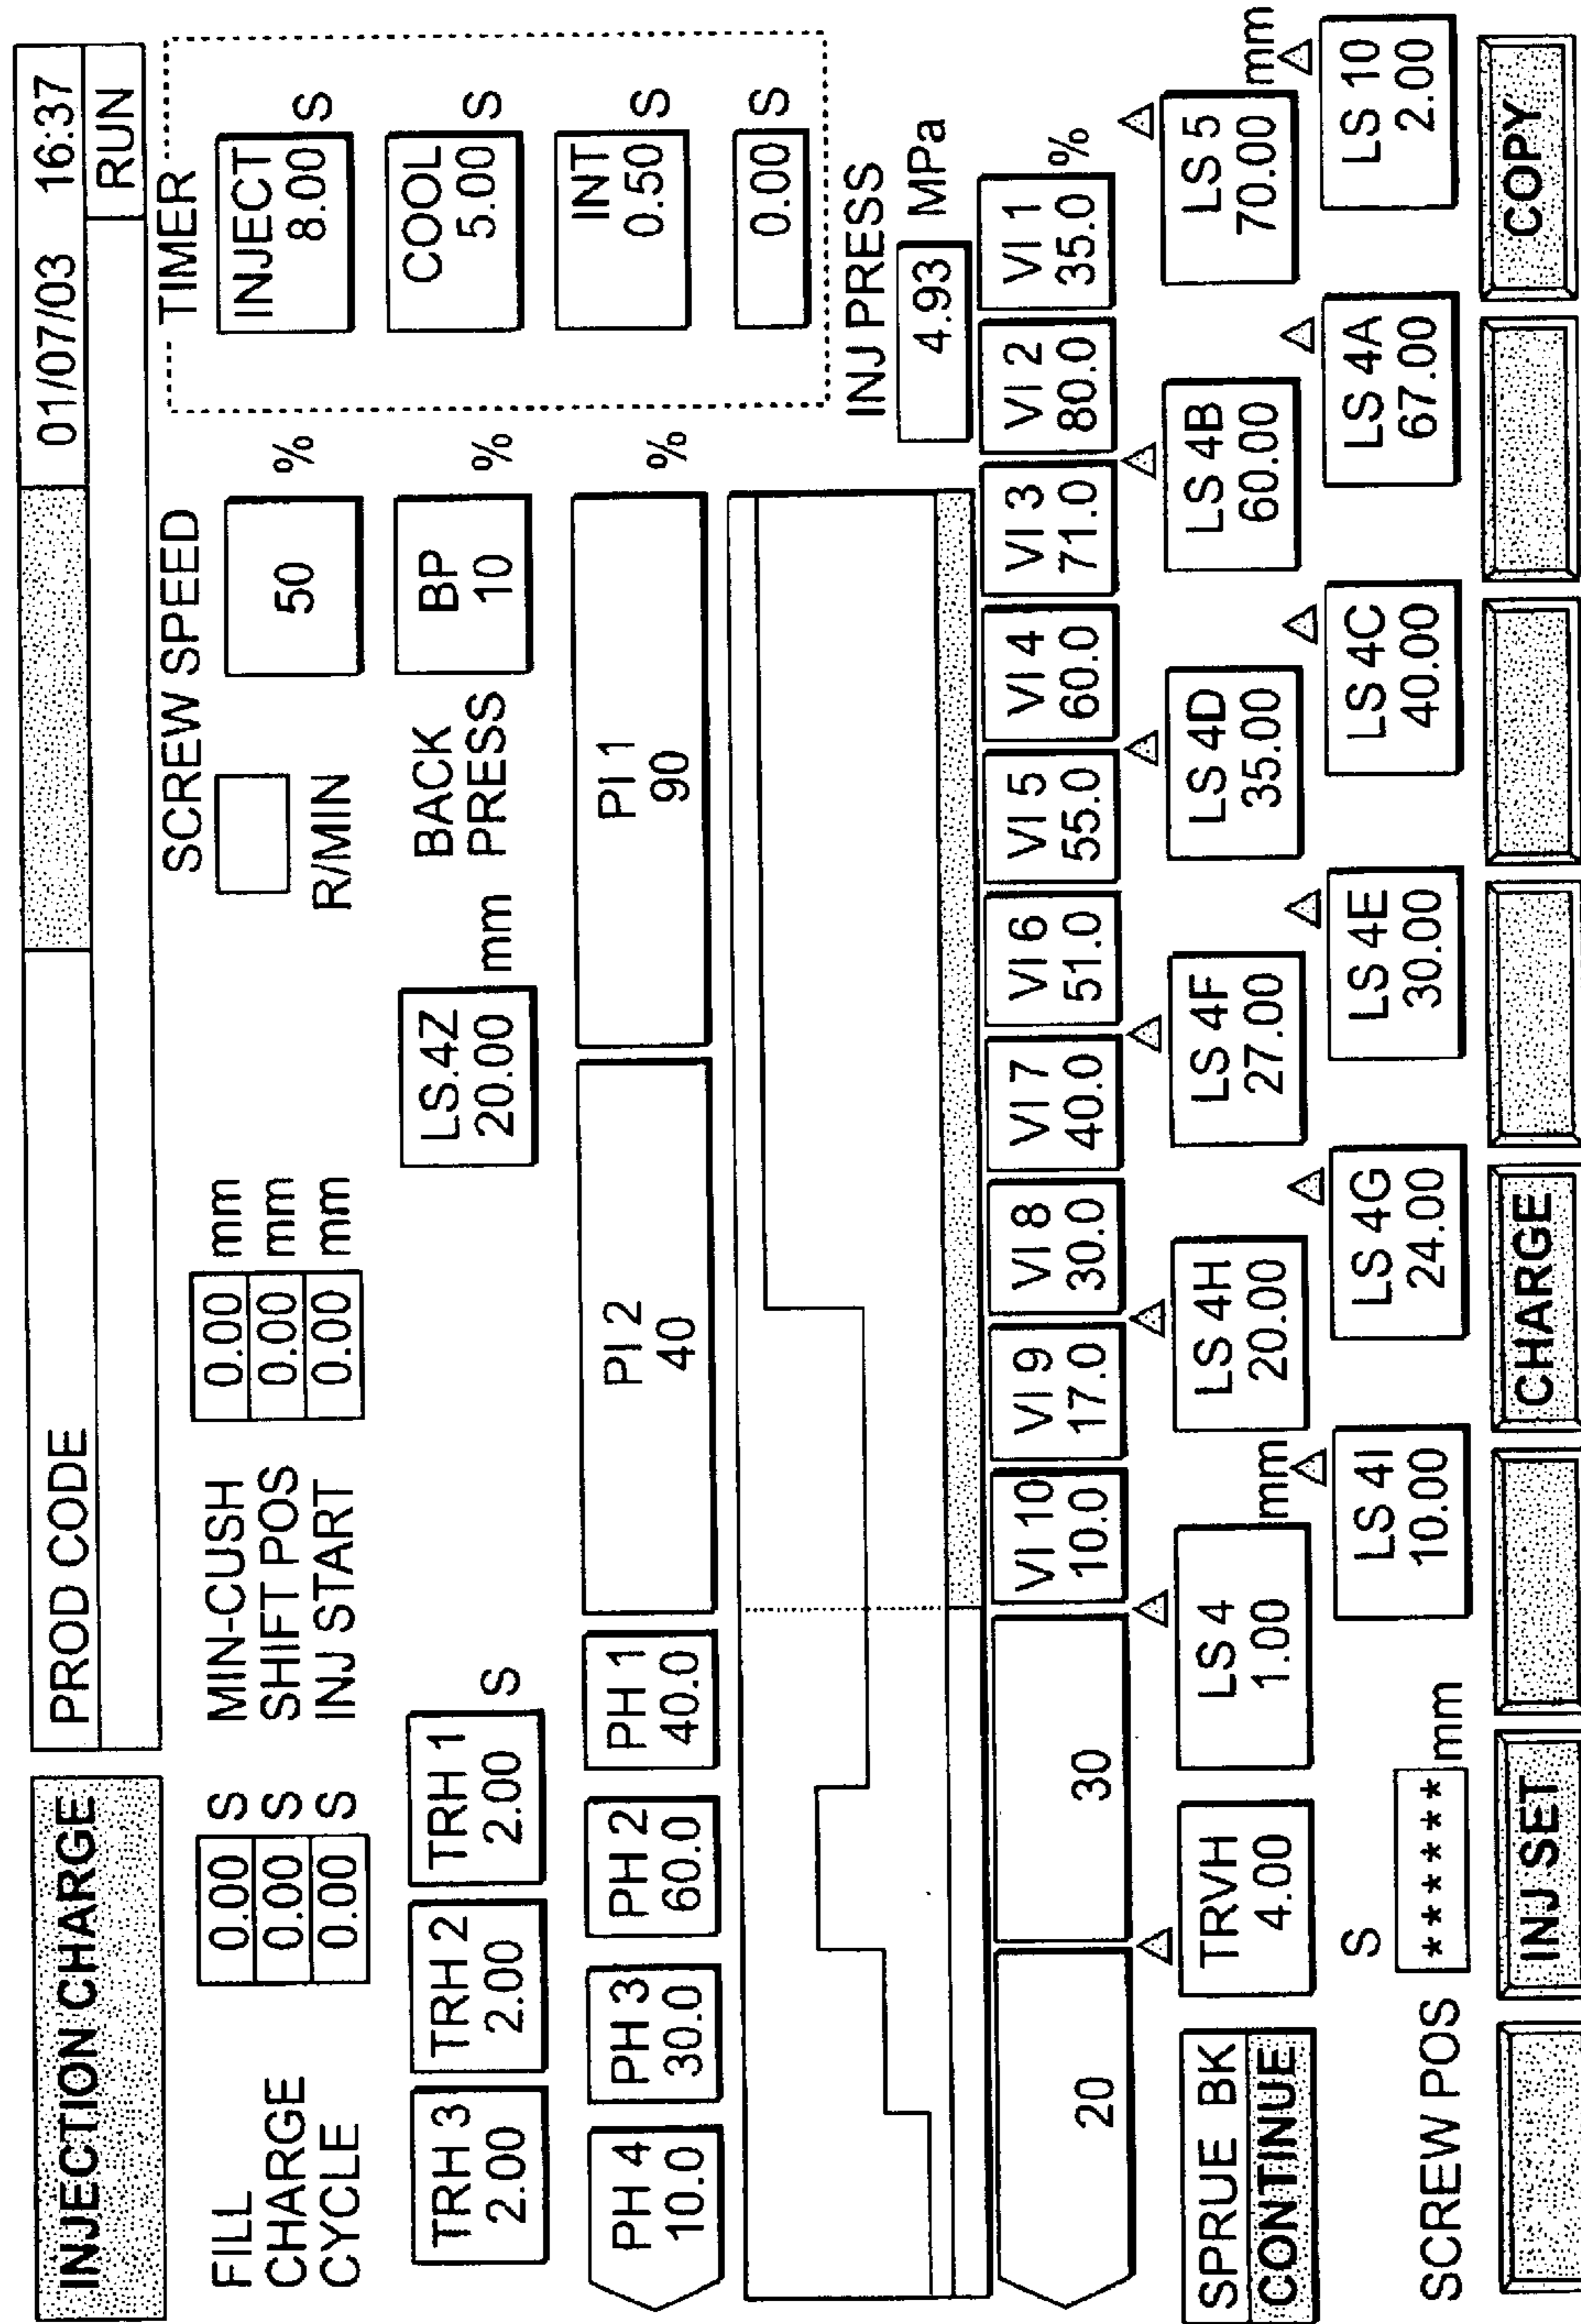 INJECTION CHARGE
PROD CODE
01/07/03 16:37
RUN
FILL 0.00 S
CHARGE 0.00 S
CYCLE 0.00 S
MIN-CUSH 0.00 mm
SHIFT POS 0.00 mm
INJ START 0.00 mm
SCREW SPEED
R/MIN
50 %
TIMER
INJECT
8.00 S
COOL
5.00 S
INT
0.50 S
0.00 S
TRH 3
2.00
TRH 2
2.00
TRH 1
2.00 S
LS.4Z
20.00 mm
BACK
PRESS
BP
10 %
PH 4
10.0
PH 3
30.0
PH 2
60.0
PH 1
40.0
PI 2
40
PI 1
90
%
INJ PRESS
4.93 MPa
20
30
VI 10
10.0
VI 9
17.0
VI 8
30.0
VI 7
40.0
VI 6
51.0
VI 5
55.0
VI 4
60.0
VI 3
71.0
VI 2
80.0
VI 1
35.0
%
SPRUE BK
CONTINUE
TRVH
4.00
S
LS 4
1.00
mm
LS 4H
20.00
LS 4F
27.00
LS 4D
35.00
LS 4B
60.00
LS 5
70.00
mm
SCREW POS ****** mm
LS 4I
10.00
LS 4G
24.00
LS 4E
30.00
LS 4C
40.00
LS 4A
67.00
LS 10
2.00
INJ SET
CHARGE
COPY